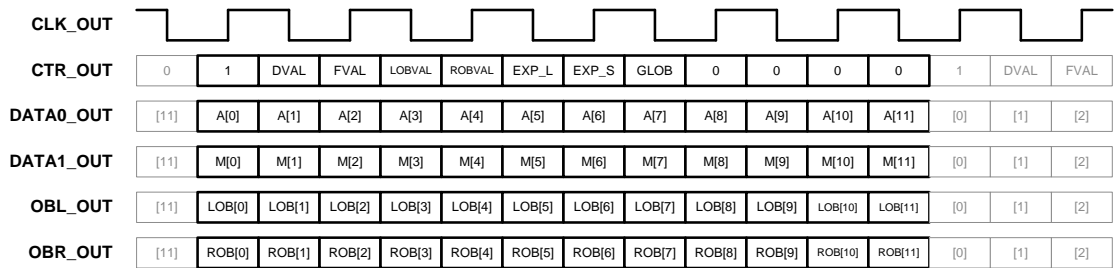 CLK_OUT
CTR_OUT 0 1 DVAL FVAL LOBVAL ROBVAL EXP_L EXP_S GLOB 0 0 0 0 1 DVAL FVAL
DATA0_OUT [11] A[0] A[1] A[2] A[3] A[4] A[5] A[6] A[7] A[8] A[9] A[10] A[11] [0] [1] [2]
DATA1_OUT [11] M[0] M[1] M[2] M[3] M[4] M[5] M[6] M[7] M[8] M[9] M[10] M[11] [0] [1] [2]
OBL_OUT [11] LOB[0] LOB[1] LOB[2] LOB[3] LOB[4] LOB[5] LOB[6] LOB[7] LOB[8] LOB[9] LOB[10] LOB[11] [0] [1] [2]
OBR_OUT [11] ROB[0] ROB[1] ROB[2] ROB[3] ROB[4] ROB[5] ROB[6] ROB[7] ROB[8] ROB[9] ROB[10] ROB[11] [0] [1] [2]